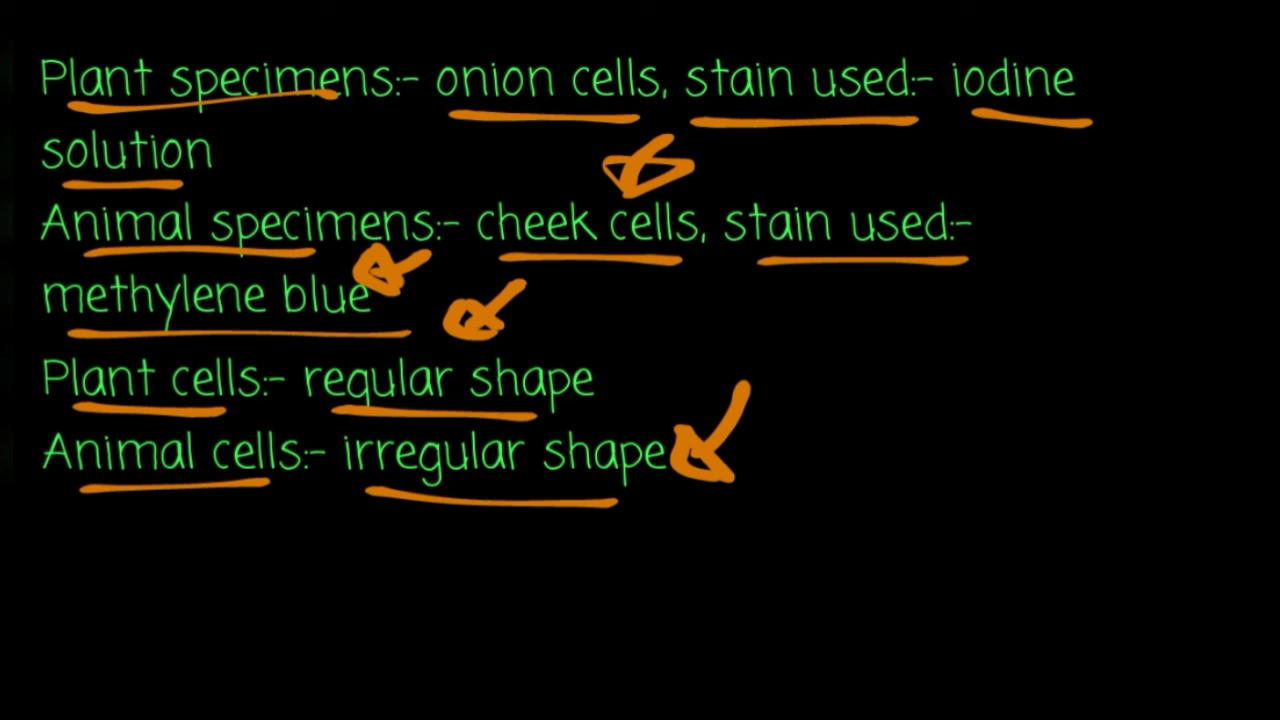 Plant specimens:- onion cells, stain used:- iodine
solution
Animal specimens:- cheek cells, stain used:-
methylene blue
Plant cells:- regular shape
Animal cells:- irregular shape